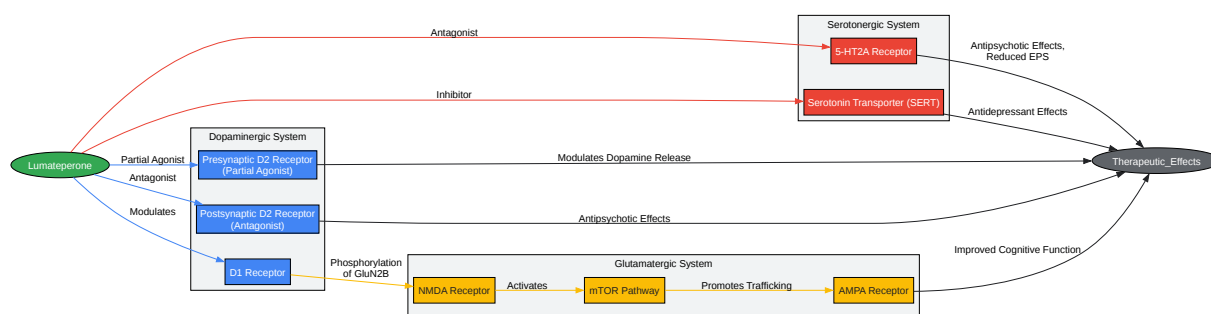 Serotonergic System
Antagonist
5-HT2A Receptor
Antipsychotic Effects,
Reduced EPS
Inhibitor
Serotonin Transporter (SERT)
Antidepressant Effects
Dopaminergic System
Lumateperone
Partial Agonist
Presynaptic D2 Receptor
(Partial Agonist)
Modulates Dopamine Release
Therapeutic_Effects
Antagonist
Postsynaptic D2 Receptor
(Antagonist)
Antipsychotic Effects
Modulates
D1 Receptor
Phosphorylation
of GluN2B
Glutamatergic System
NMDA Receptor
Activates
mTOR Pathway
Promotes Trafficking
AMPA Receptor
Improved Cognitive Function